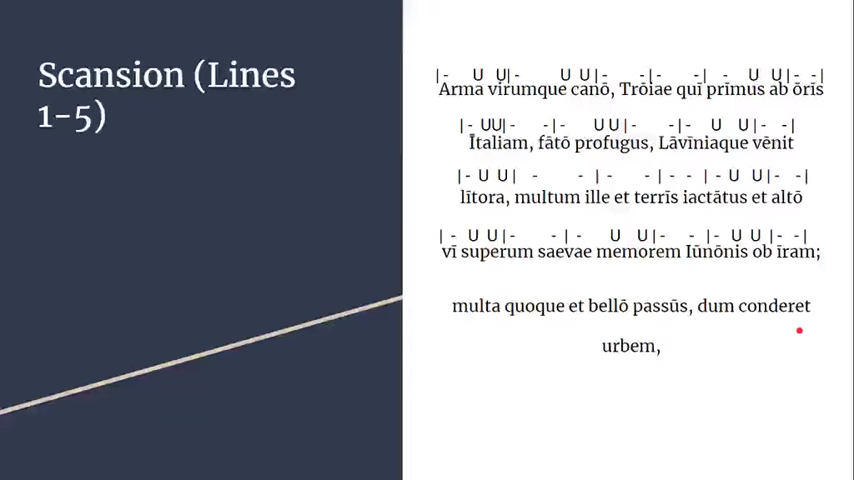 Scansion (Lines
1-5)
|- U U|- U U|- -|- -| - U U|- -|
Arma virumque canō, Trōiae quī prīmus ab ōrīs
|- UU|- -|- U U|- -|- U U|- -|
Ītaliam, fātō profugus, Lāvīniaque vēnit
|- U U| - - |- - |- - |- U U|- -|
lītora, multum ille et terrīs iactātus et altō
|- U U|- -|- U U|- - |- U U|- -|
vī superum saevae memorem Iūnōnis ob īram;
multa quoque et bellō passūs, dum conderet
urbem,